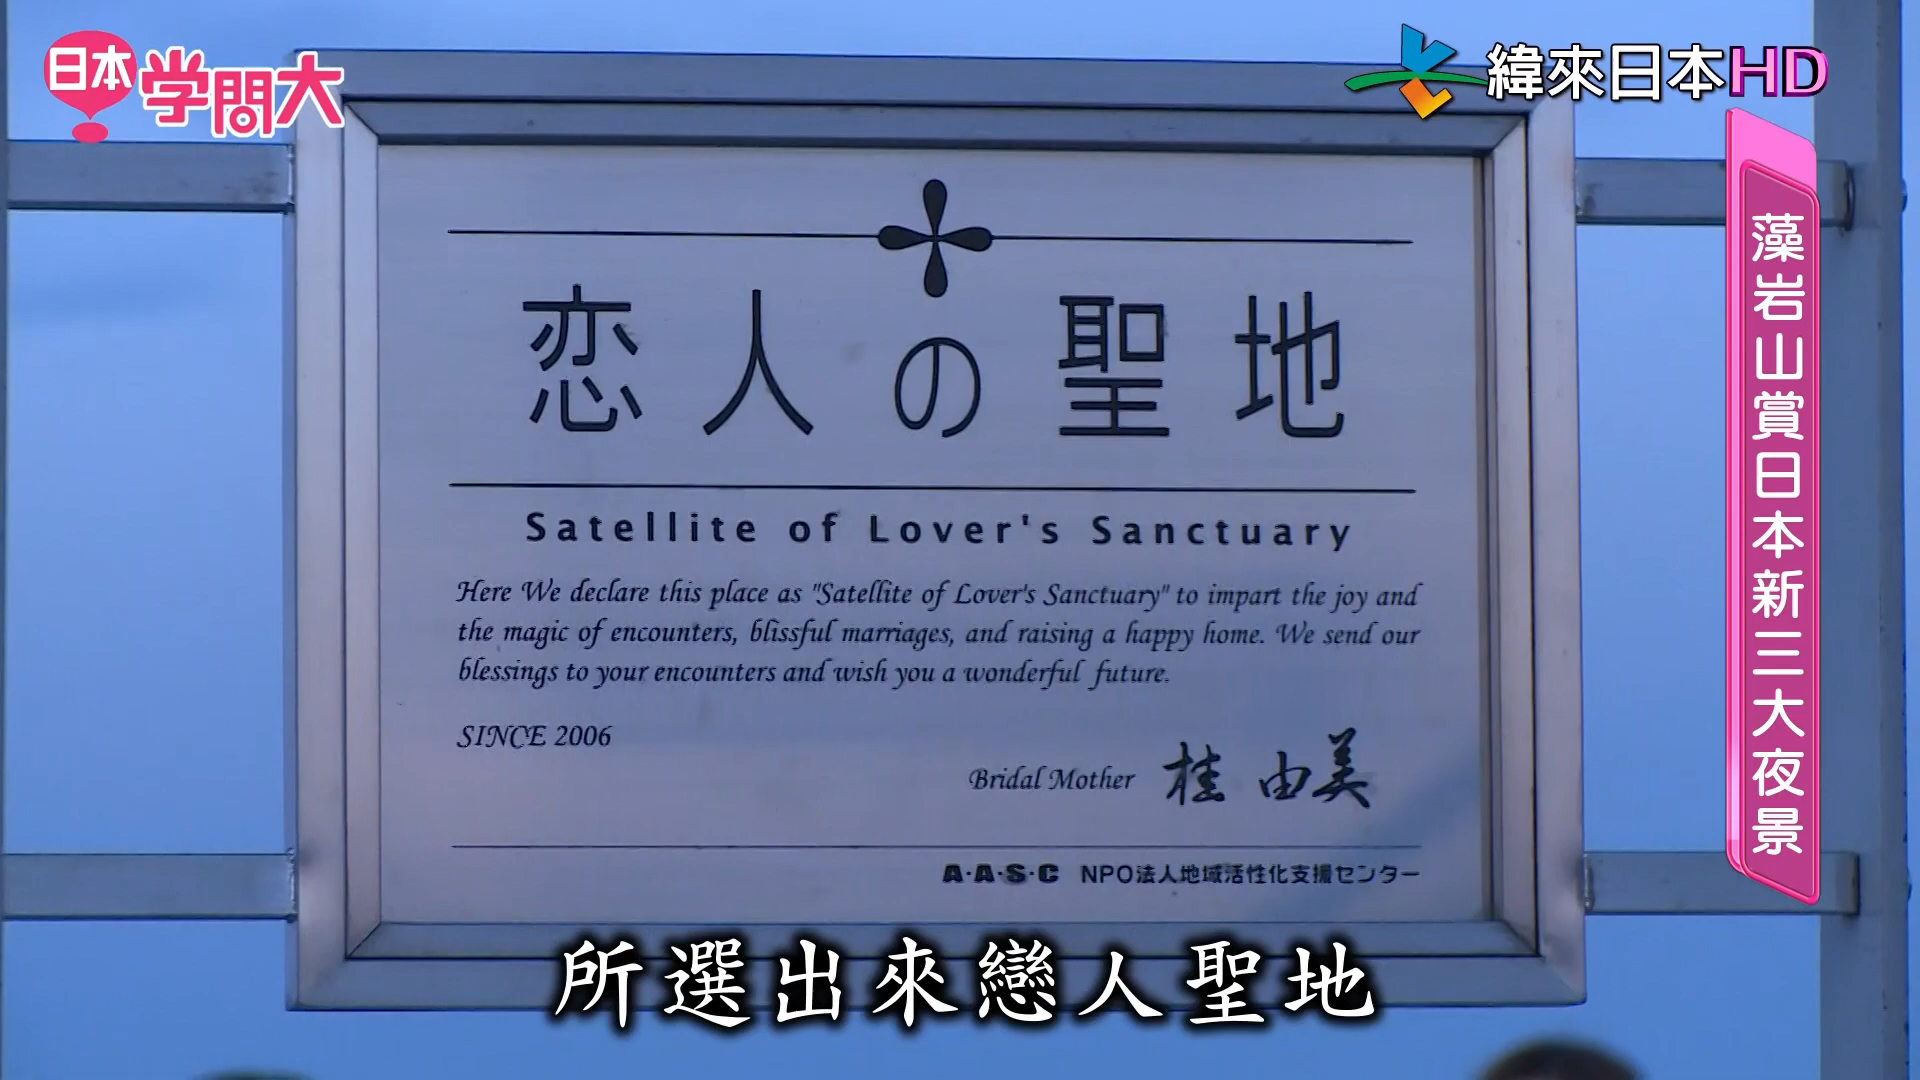 日本
学問大
緯來日本HD
藻岩山賞日本新三大夜景
恋人の聖地
Satellite of Lover's Sanctuary
Here We declare this place as "Satellite of Lover's Sanctuary" to impart the joy and
the magic of encounters, blissful marriages, and raising a happy home. We send our
blessings to your encounters and wish you a wonderful future.
SINCE 2006
Bridal Mother 桂 由美
A・A・S・C NPO法人地域活性化支援センター
所選出來戀人聖地